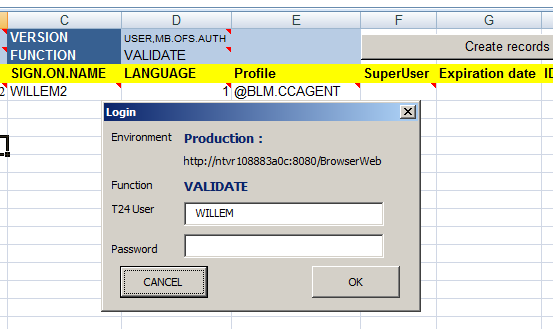 C D E F G
VERSION USER,MB.OFS.AUTH
FUNCTION VALIDATE Create records
SIGN.ON.NAME LANGUAGE Profile SuperUser Expiration date
2 WILLEM2 1 @BLM.CCAGENT
Login
Environment Production :
http://ntvr108883a0c:8080/BrowserWeb
Function VALIDATE
T24 User WILLEM
Password
CANCEL OK